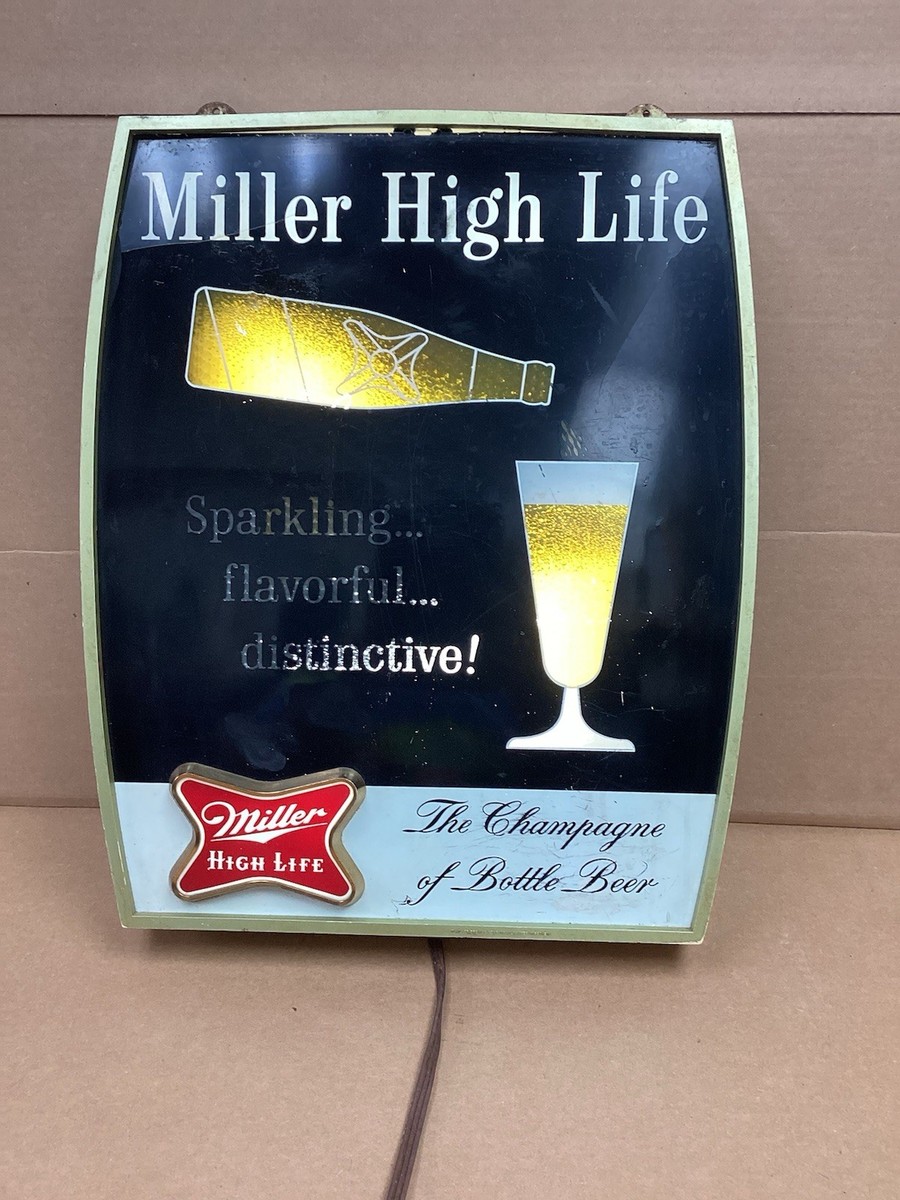 Miller High Life
Sparkling...
flavorful...
distinctive!
Miller
HIGH LIFE
The Champagne
of Bottle Beer